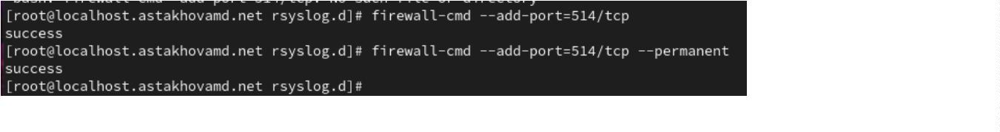 [root@localhost.astakhovamd.net rsyslog.d]# firewall-cmd --add-port=514/tcp
success
[root@localhost.astakhovamd.net rsyslog.d]# firewall-cmd --add-port=514/tcp --permanent
success
[root@localhost.astakhovamd.net rsyslog.d]#